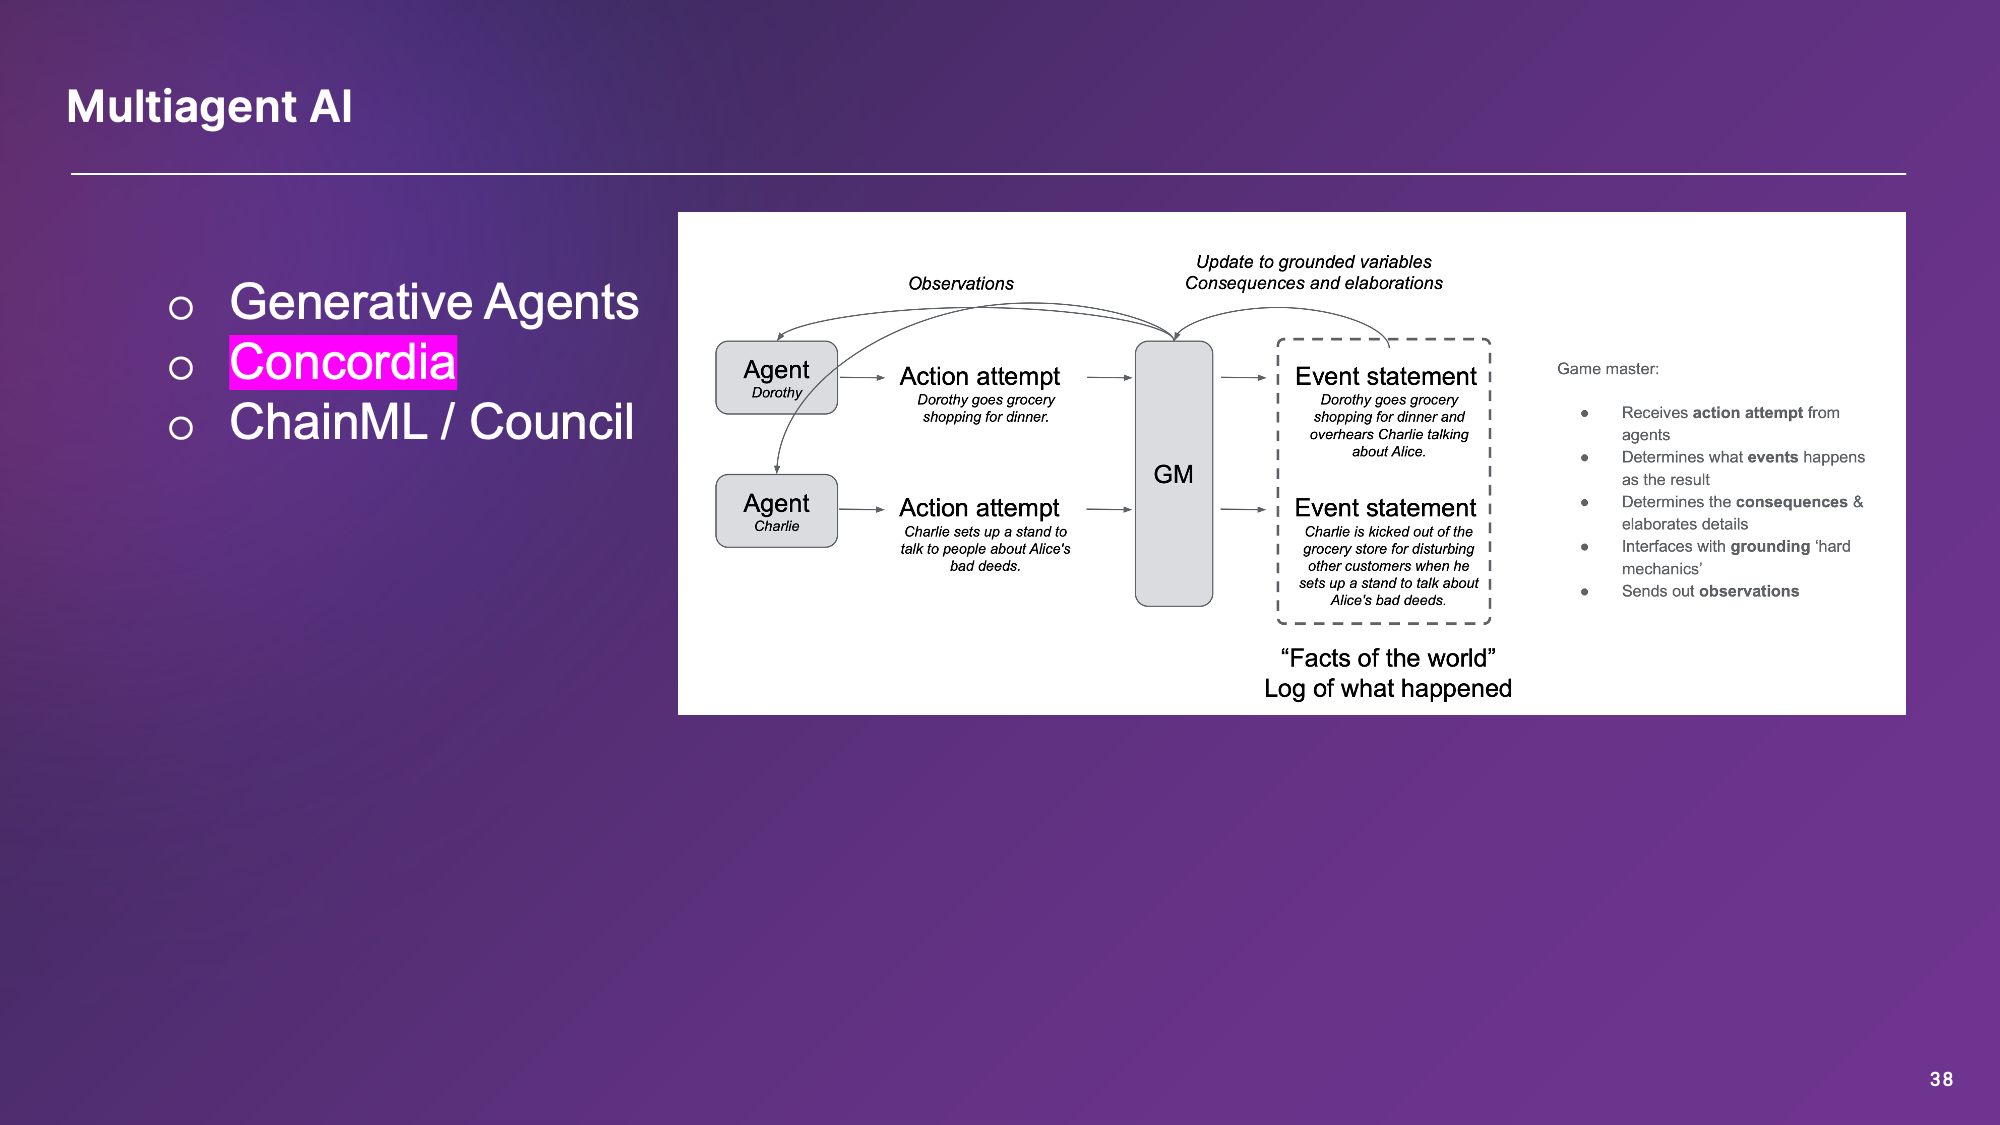 Multiagent AI
Generative Agents
Concordia
ChainML / Council
Observations
Update to grounded variables
Consequences and elaborations
Agent
Dorothy
Action attempt
Dorothy goes grocery
shopping for dinner.
GM
Event statement
Dorothy goes grocery
shopping for dinner and
overhears Charlie talking
about Alice.
Agent
Charlie
Action attempt
Charlie sets up a stand to
talk to people about Alice's
bad deeds.
Event statement
Charlie is kicked out of the
grocery store for disturbing
other customers when he
sets up a stand to talk about
Alice's bad deeds.
“Facts of the world”
Log of what happened
Game master:
● Receives action attempt from
agents
● Determines what events happens
as the result
● Determines the consequences &
elaborates details
● Interfaces with grounding ‘hard
mechanics’
● Sends out observations
38